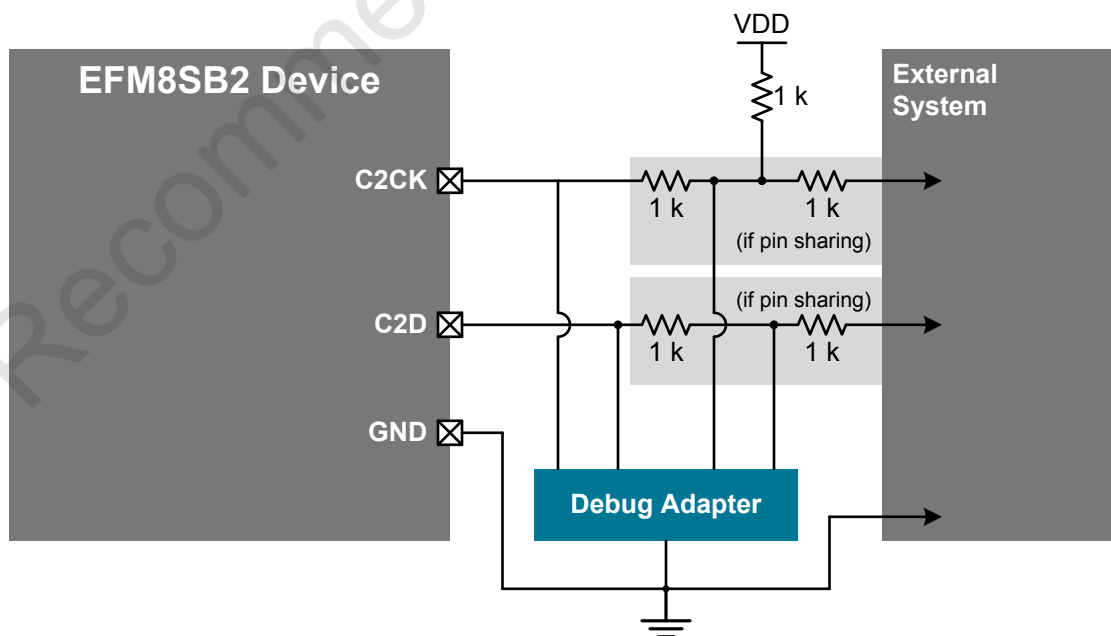 VDD
EFM8SB2 Device
External
System
1 k
C2CK
1 k
1 k
(if pin sharing)
(if pin sharing)
C2D
1 k
1 k
GND
Debug Adapter
Recomme